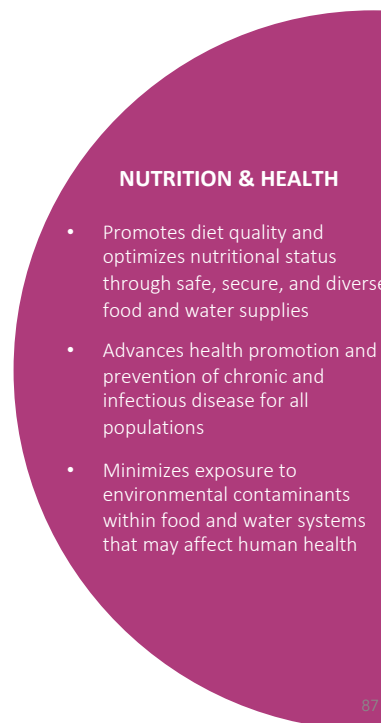 NUTRITION & HEALTH
• Promotes diet quality and
optimizes nutritional status
through safe, secure, and diverse
food and water supplies
• Advances health promotion and
prevention of chronic and
infectious disease for all
populations
• Minimizes exposure to
environmental contaminants
within food and water systems
that may affect human health
87